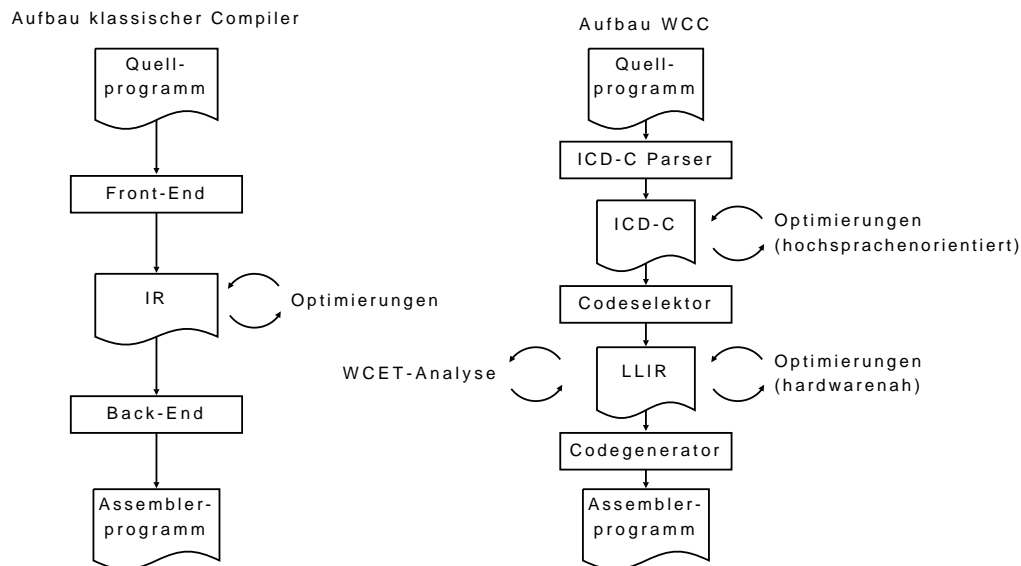 Aufbau klassischer Compiler
Quell-
programm
Front-End
IR
Optimierungen
Back-End
Assembler-
programm
Aufbau WCC
Quell-
programm
ICD-C Parser
ICD-C
Optimierungen
(hochsprachenorientiert)
Codeselektor
WCET-Analyse
LLIR
Optimierungen
(hardwarenah)
Codegenerator
Assembler-
programm